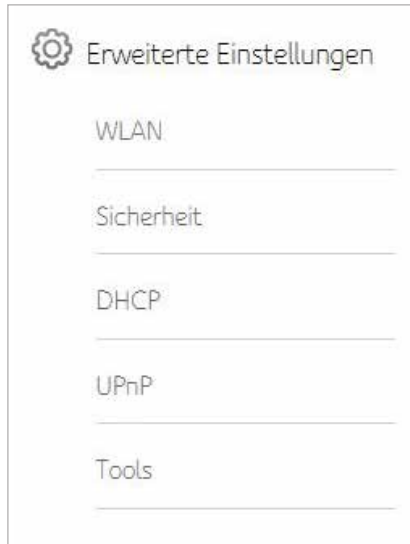 Erweiterte Einstellungen
WLAN
Sicherheit
DHCP
UPnP
Tools